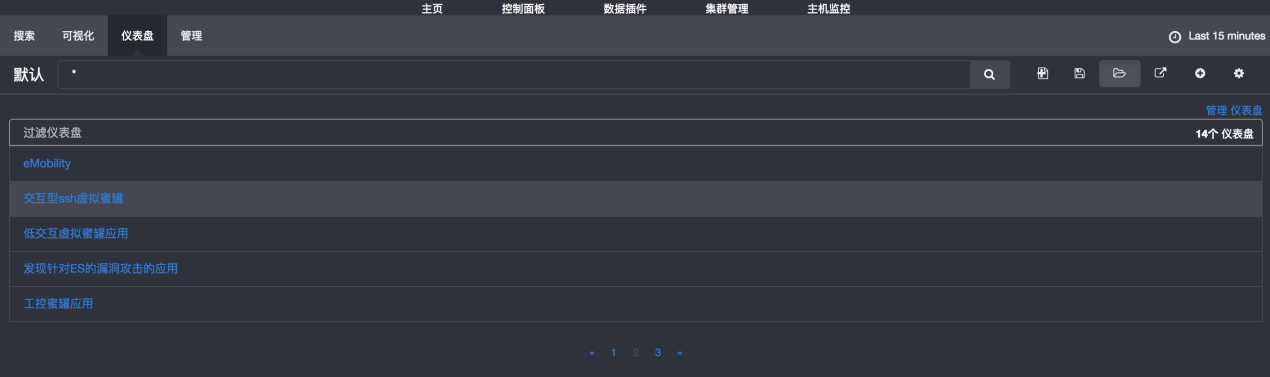 主页 控制面板 数据插件 集群管理 主机监控
搜索 可视化 仪表盘 管理 Last 15 minutes
默认 *
管理 仪表盘
过滤仪表盘 14个 仪表盘
eMobility
交互型ssh虚拟蜜罐
低交互虚拟蜜罐应用
发现针对ES的漏洞攻击的应用
工控蜜罐应用
« 1 2 3 »